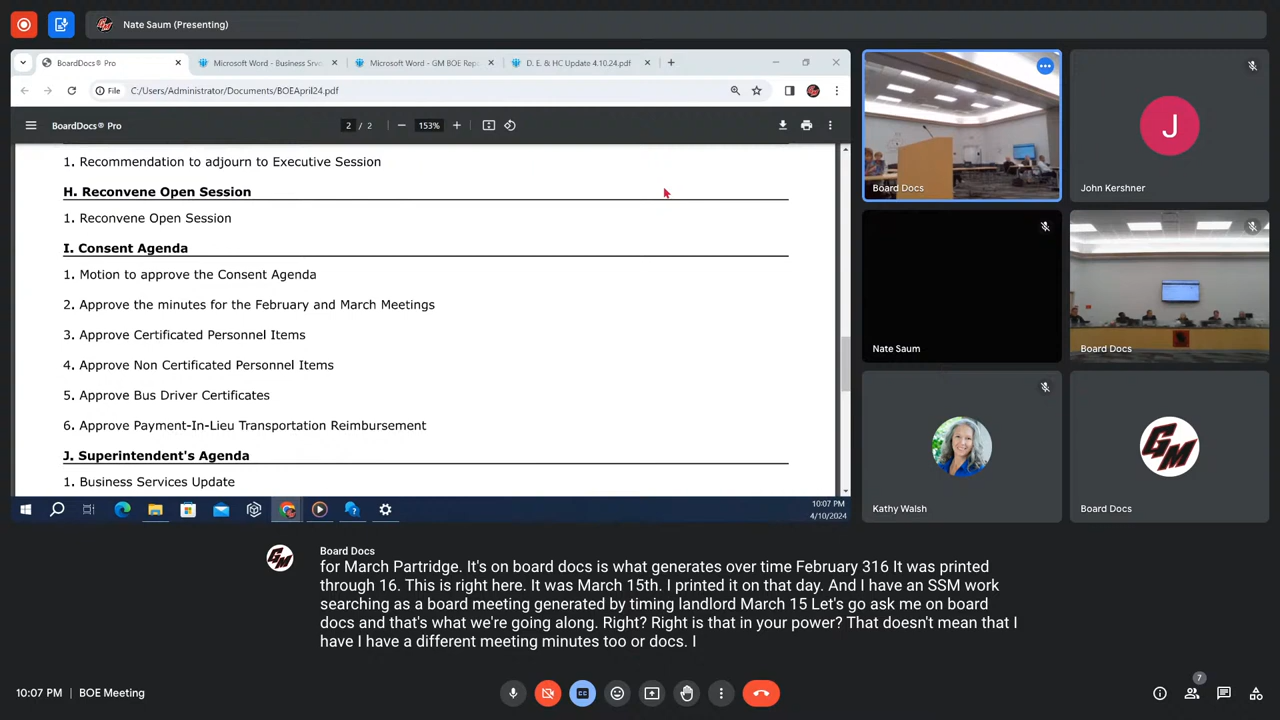 Nate Saum (Presenting)
BoardDocs® Pro
Microsoft Word - Business Srvic
Microsoft Word - GM BOE Rep
D. E. & HC Update 4.10.24.pdf
File C:/Users/Administrator/Documents/BOEApril24.pdf
BoardDocs® Pro
2 / 2
153%
1. Recommendation to adjourn to Executive Session
H. Reconvene Open Session
1. Reconvene Open Session
I. Consent Agenda
1. Motion to approve the Consent Agenda
2. Approve the minutes for the February and March Meetings
3. Approve Certificated Personnel Items
4. Approve Non Certificated Personnel Items
5. Approve Bus Driver Certificates
6. Approve Payment-In-Lieu Transportation Reimbursement
J. Superintendent's Agenda
1. Business Services Update
10:07 PM
4/10/2024
Board Docs
J
John Kershner
Nate Saum
Board Docs
Kathy Walsh
GM
Board Docs
Board Docs
for March Partridge. It's on board docs is what generates over time February 316 It was printed
through 16. This is right here. It was March 15th. I printed it on that day. And I have an SSM work
searching as a board meeting generated by timing landlord March 15 Let's go ask me on board
docs and that's what we're going along. Right? Right is that in your power? That doesn't mean that I
have I have a different meeting minutes too or docs. I
10:07 PM
BOE Meeting
7